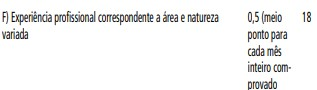 F) Experiência profissional correspondente a área e natureza 0,5 (meio 18
variada ponto para
cada mês
inteiro com-
provado